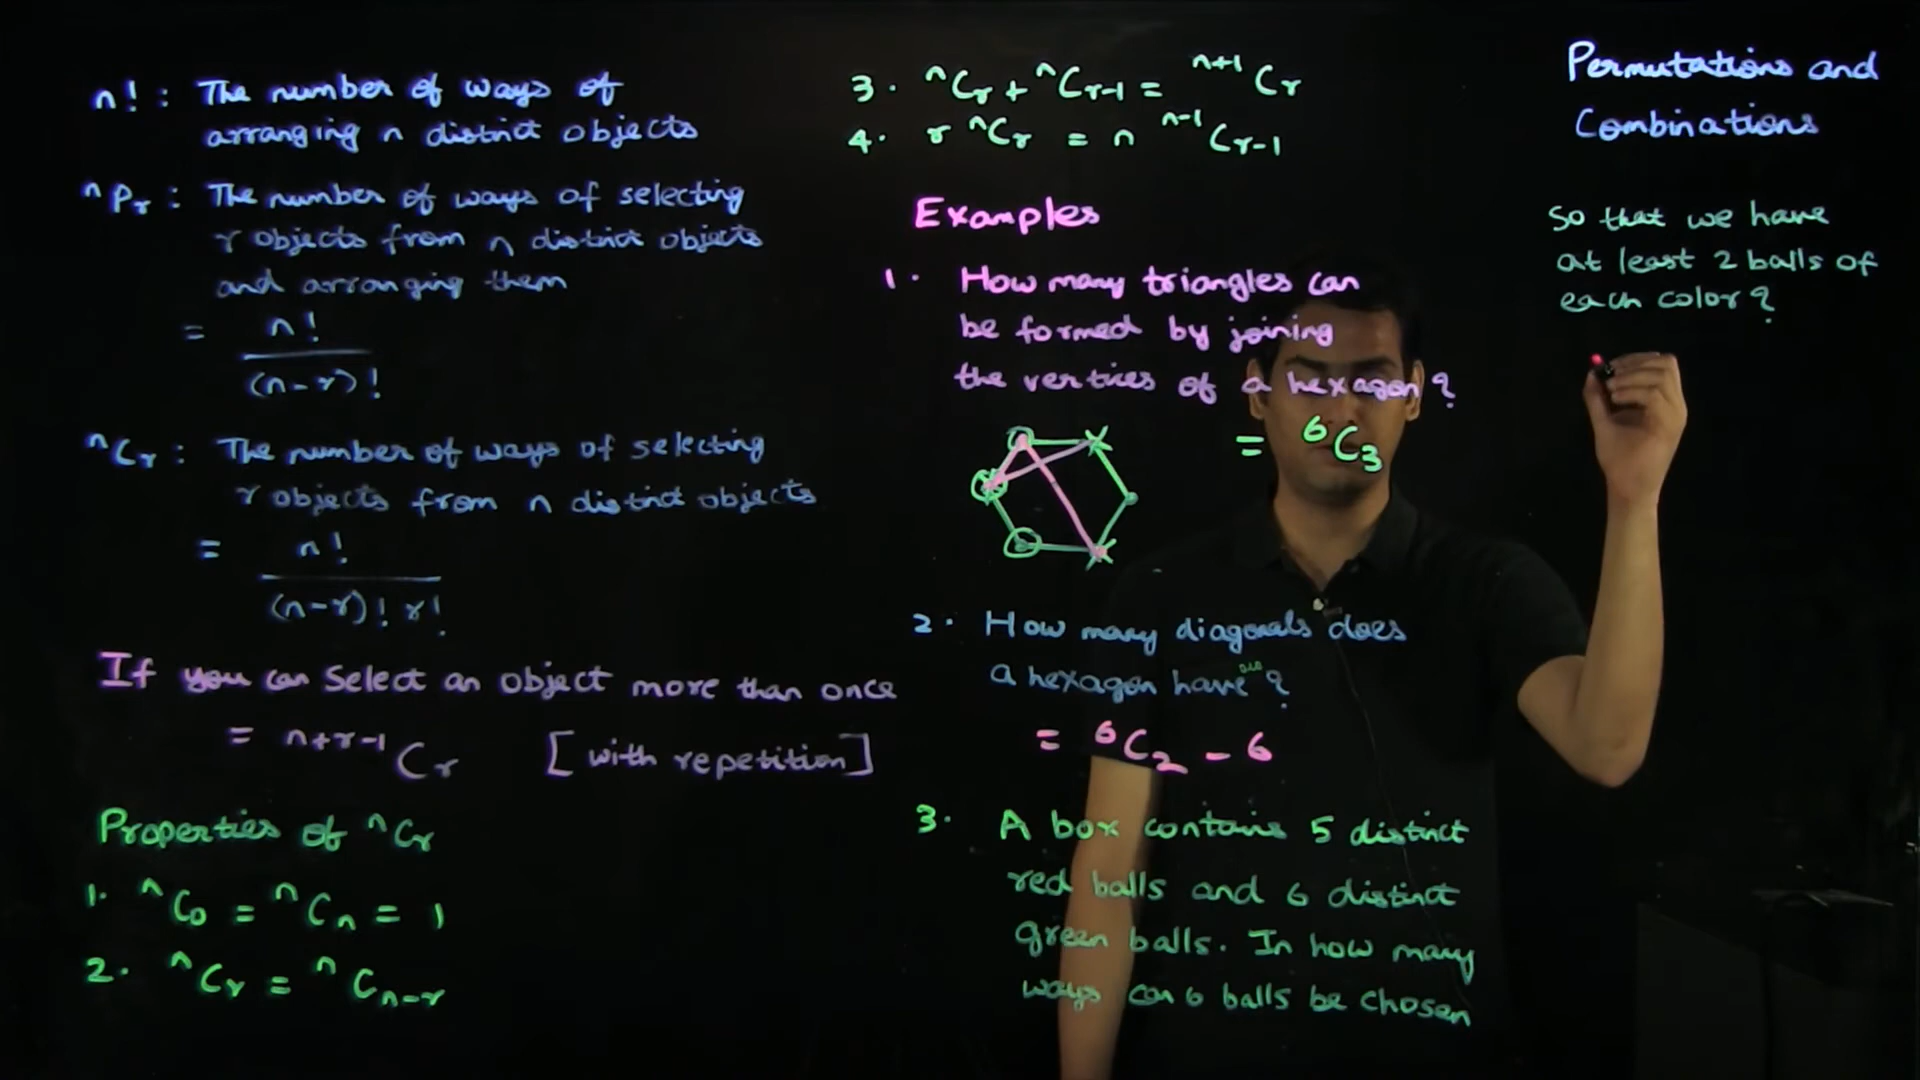 n! : The number of ways of
arranging n distinct objects
ⁿPᵣ : The number of ways of selecting
r objects from n distinct objects
and arranging them
= n!
(n-r)!
ⁿCᵣ : The number of ways of selecting
r objects from n distinct objects
= n!
(n-r)! r!
If you can Select an object more than once
= ⁿ⁺ʳ⁻¹Cᵣ [with repetition]
Properties of ⁿCᵣ
1. ⁿC₀ = ⁿCₙ = 1
2. ⁿCᵣ = ⁿCₙ₋ᵣ
3. ⁿCᵣ + ⁿCᵣ₋₁ = ⁿ⁺¹Cᵣ
4. r ⁿCᵣ = n ⁿ⁻¹Cᵣ₋₁
Examples
1. How many triangles can
be formed by joining
the vertices of a hexagon?
= ⁶C₃
2. How many diagonals does
a hexagon have?
= ⁶C₂ - 6
3. A box contains 5 distinct
red balls and 6 distinct
green balls. In how many
ways can 6 balls be chosen
Permutations and
Combinations
So that we have
at least 2 balls of
each color?